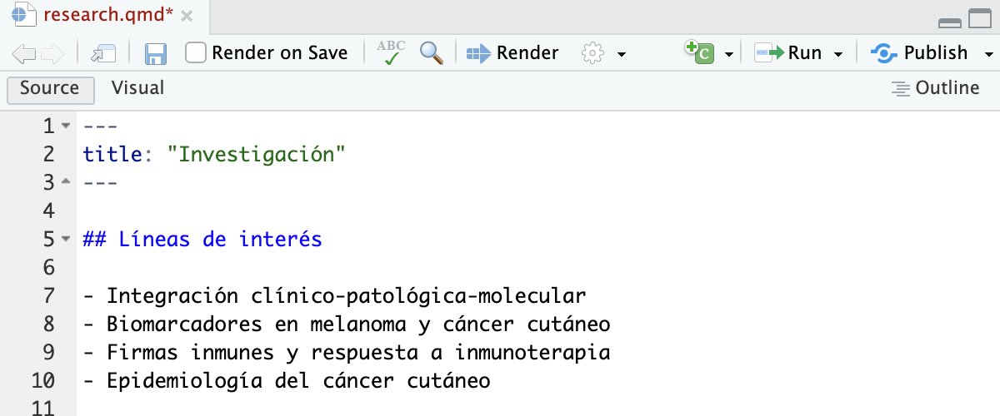 research.qmd*
Render on Save ABC Render C Run Publish
Source Visual Outline
1 ---
2 title: "Investigación"
3 ---
4
5 ## Líneas de interés
6
7 - Integración clínico-patológica-molecular
8 - Biomarcadores en melanoma y cáncer cutáneo
9 - Firmas inmunes y respuesta a inmunoterapia
10 - Epidemiología del cáncer cutáneo
11